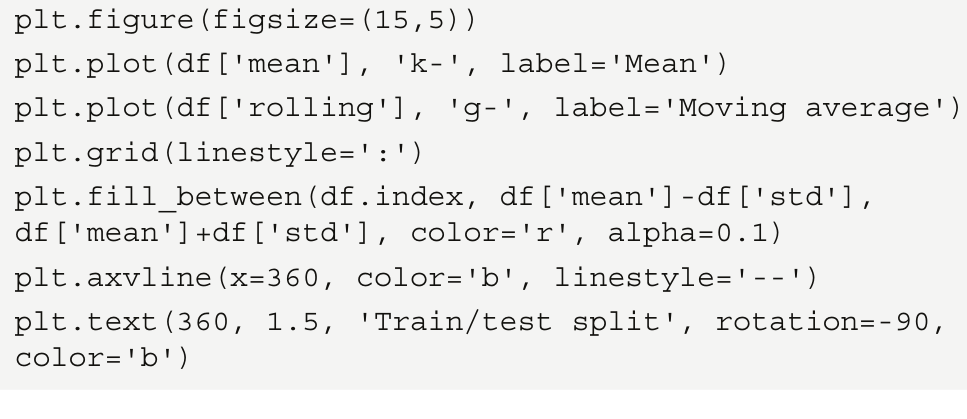 plt.figure(figsize=(15,5))
plt.plot(df['mean'], 'k-', label='Mean')
plt.plot(df['rolling'], 'g-', label='Moving average')
plt.grid(linestyle=':')
plt.fill_between(df.index, df['mean']-df['std'],
df['mean']+df['std'], color='r', alpha=0.1)
plt.axvline(x=360, color='b', linestyle='--')
plt.text(360, 1.5, 'Train/test split', rotation=-90,
color='b')